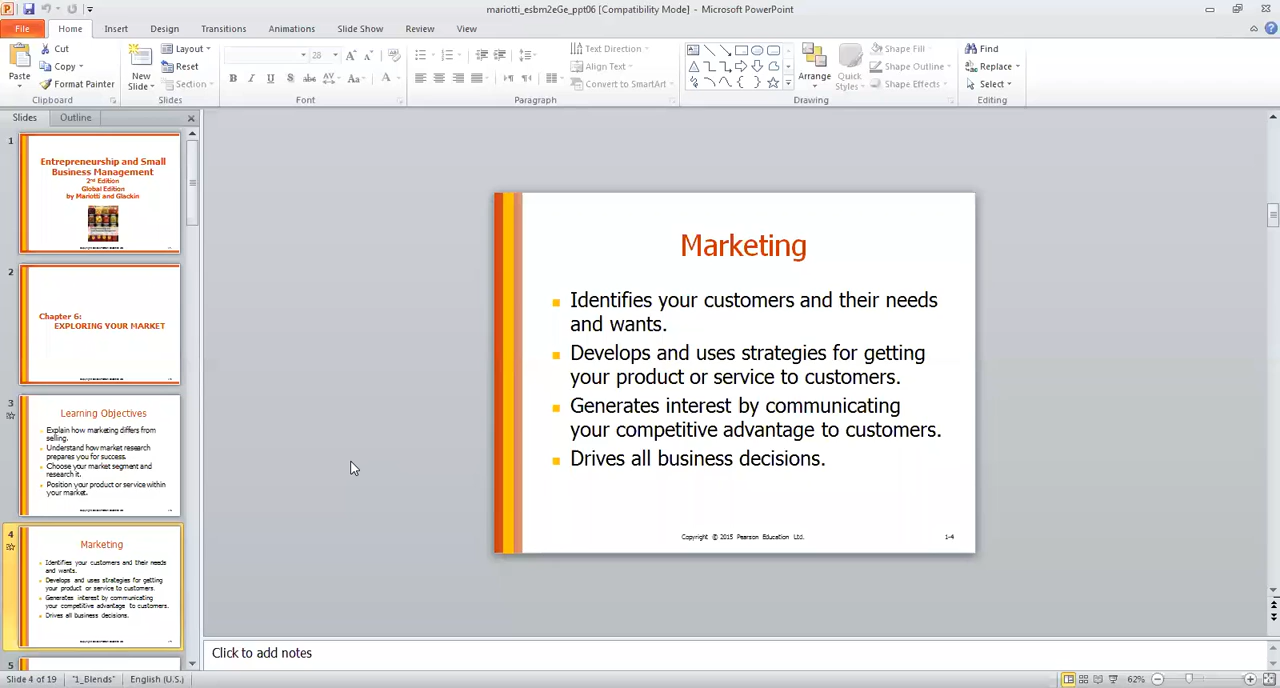 mariotti_esbm2eGe_ppt06 [Compatibility Mode] - Microsoft PowerPoint
File Home Insert Design Transitions Animations Slide Show Review View
Paste
Cut
Copy
Format Painter
Clipboard
New Slide
Layout
Reset
Section
Slides
28
Font
Paragraph
Text Direction
Align Text
Convert to SmartArt
Arrange
Quick Styles
Shape Fill
Shape Outline
Shape Effects
Drawing
Find
Replace
Select
Editing
Slides Outline
1
Entrepreneurship and Small
Business Management
2nd Edition
Global Edition
by Mariotti and Glackin
2
Chapter 6:
EXPLORING YOUR MARKET
3
Learning Objectives
Explain how marketing differs from
selling.
Understand how market research
prepares you for success.
Choose your market segment and
research it.
Position your product or service within
your market.
4
Marketing
Identifies your customers and their needs
and wants.
Develops and uses strategies for getting
your product or service to customers.
Generates interest by communicating
your competitive advantage to customers.
Drives all business decisions.
5
Marketing
Identifies your customers and their needs
and wants.
Develops and uses strategies for getting
your product or service to customers.
Generates interest by communicating
your competitive advantage to customers.
Drives all business decisions.
Copyright © 2015 Pearson Education Ltd. 1-4
Click to add notes
Slide 4 of 19 "1_Blends" English (U.S.) 62%